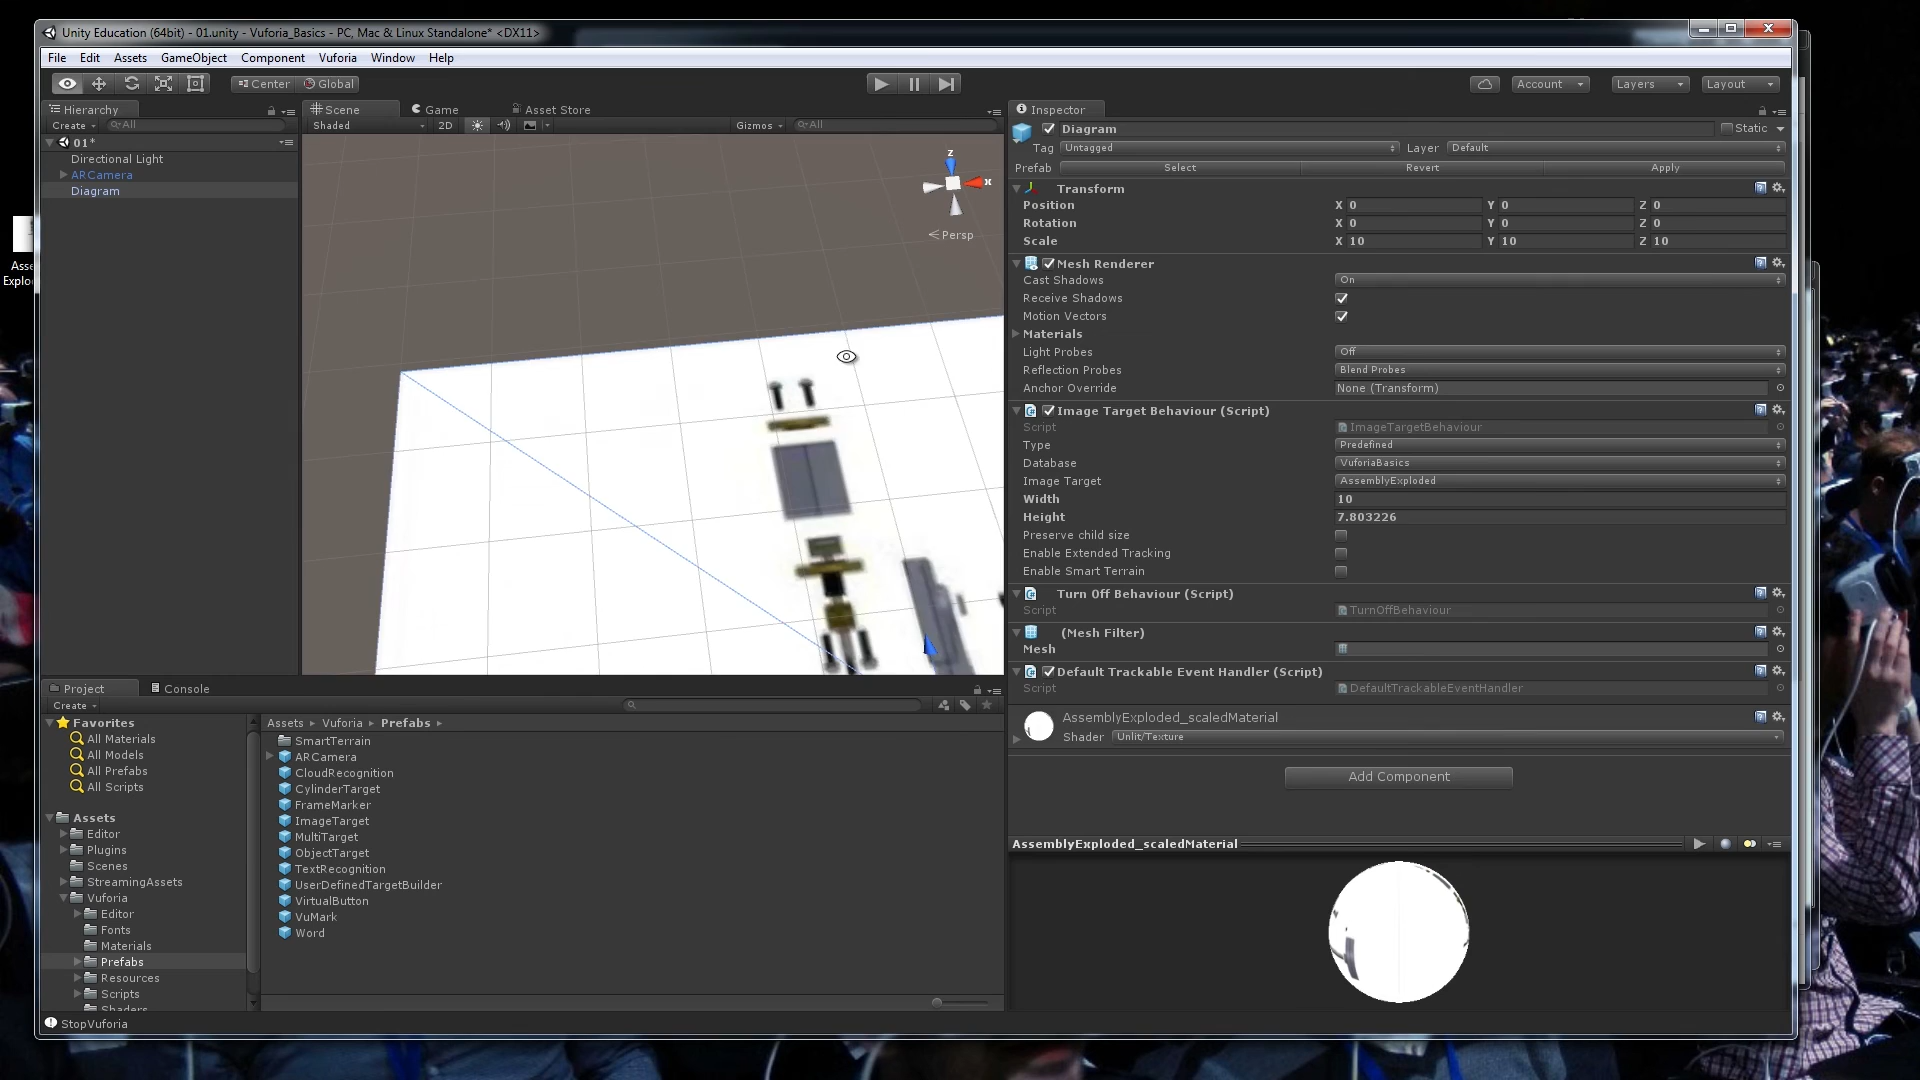 Unity Education (64bit) - 01.unity - Vuforia_Basics - PC, Mac & Linux Standalone* <DX11>
File Edit Assets GameObject Component Vuforia Window Help
Center Global Account Layers Layout
Hierarchy Scene Game Asset Store Inspector
Create All Shaded 2D Gizmos All
01*
Directional Light
ARCamera
Diagram
z
x
Persp
Diagram Static
Tag Untagged Layer Default
Prefab Select Revert Apply
Transform
Position X 0 Y 0 Z 0
Rotation X 0 Y 0 Z 0
Scale X 10 Y 10 Z 10
Mesh Renderer
Cast Shadows On
Receive Shadows
Motion Vectors
Materials
Light Probes Off
Reflection Probes Blend Probes
Anchor Override None (Transform)
Image Target Behaviour (Script)
Script ImageTargetBehaviour
Type Predefined
Database VuforiaBasics
Image Target AssemblyExploded
Width 10
Height 7.803226
Preserve child size
Enable Extended Tracking
Enable Smart Terrain
Turn Off Behaviour (Script)
Script TurnOffBehaviour
(Mesh Filter)
Mesh
Default Trackable Event Handler (Script)
Script DefaultTrackableEventHandler
AssemblyExploded_scaledMaterial
Shader Unlit/Texture
Add Component
AssemblyExploded_scaledMaterial
Project Console
Create
Favorites
All Materials
All Models
All Prefabs
All Scripts
Assets
Editor
Plugins
Scenes
StreamingAssets
Vuforia
Editor
Fonts
Materials
Prefabs
Resources
Scripts
Shaders
Assets Vuforia Prefabs
SmartTerrain
ARCamera
CloudRecognition
CylinderTarget
FrameMarker
ImageTarget
MultiTarget
ObjectTarget
TextRecognition
UserDefinedTargetBuilder
VirtualButton
VuMark
Word
StopVuforia
Asse
Explo